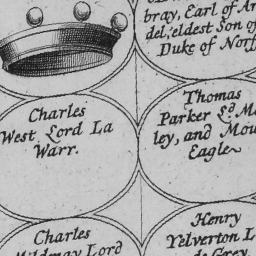 bray, Earl of Ar
del, eldest Son of
Duke of Norf
Charles
West Lord La
Warr.
Thomas
Parker Ld. Mo
ley, and Mou
Eagle
Charles
Mildmay Lord
Henry
Yelverton L
de Grey